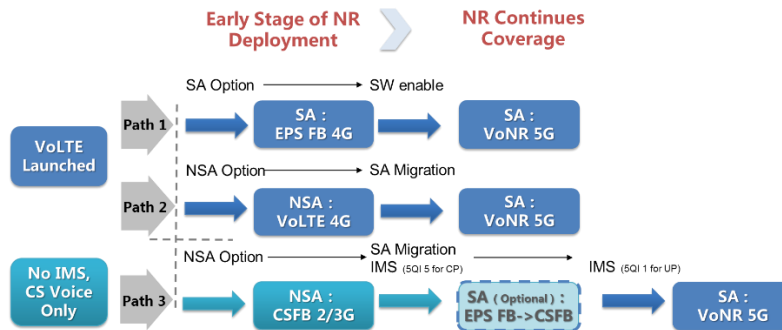 Early Stage of NR
Deployment
NR Continues
Coverage
SA Option
SW enable
VoLTE
Launched
Path 1
SA :
EPS FB 4G
SA :
VoNR 5G
NSA Option
SA Migration
Path 2
NSA :
VoLTE 4G
SA :
VoNR 5G
NSA Option
SA Migration
IMS (5QI 5 for CP)
IMS (5QI 1 for UP)
No IMS,
CS Voice
Only
Path 3
NSA :
CSFB 2/3G
SA (Optional) :
EPS FB->CSFB
SA :
VoNR 5G